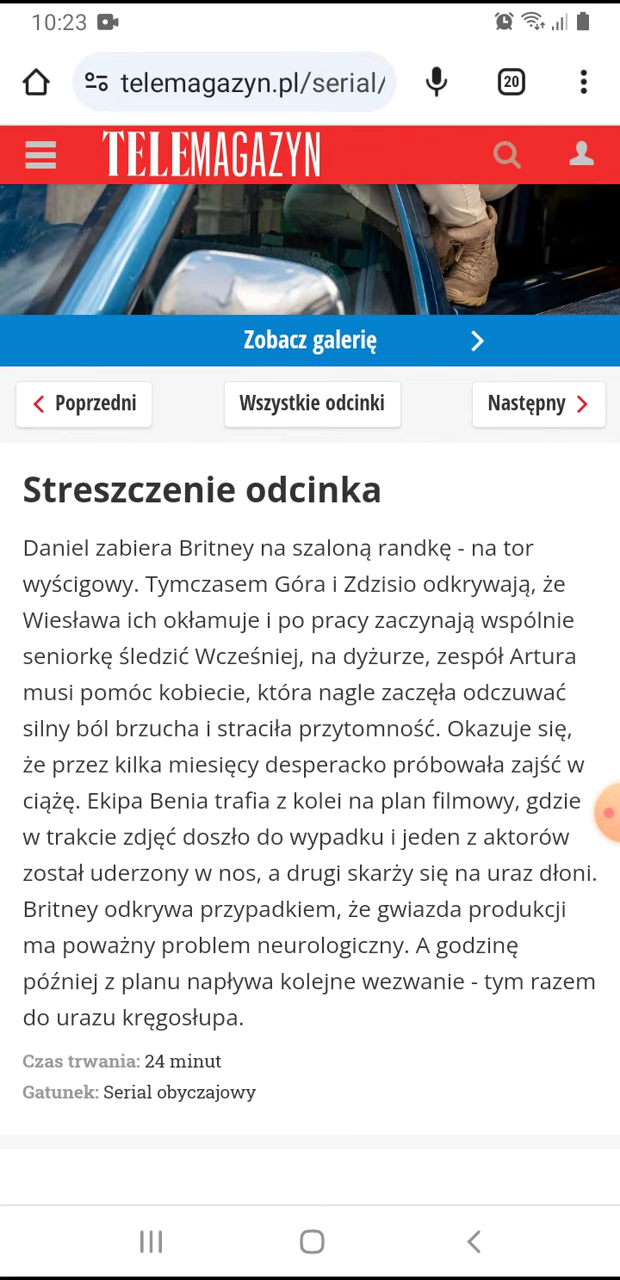 10:23
telemagazyn.pl/serial/
20
TELEMAGAZYN
Zobacz galerię
Poprzedni
Wszystkie odcinki
Następny
Streszczenie odcinka
Daniel zabiera Britney na szaloną randkę - na tor
wyścigowy. Tymczasem Góra i Zdzisio odkrywają, że
Wiesława ich okłamuje i po pracy zaczynają wspólnie
seniorkę śledzić Wcześniej, na dyżurze, zespół Artura
musi pomóc kobiecie, która nagle zaczęła odczuwać
silny ból brzucha i straciła przytomność. Okazuje się,
że przez kilka miesięcy desperacko próbowała zajść w
ciążę. Ekipa Benia trafia z kolei na plan filmowy, gdzie
w trakcie zdjęć doszło do wypadku i jeden z aktorów
został uderzony w nos, a drugi skarży się na uraz dłoni.
Britney odkrywa przypadkiem, że gwiazda produkcji
ma poważny problem neurologiczny. A godzinę
później z planu napływa kolejne wezwanie - tym razem
do urazu kręgosłupa.
Czas trwania: 24 minut
Gatunek: Serial obyczajowy